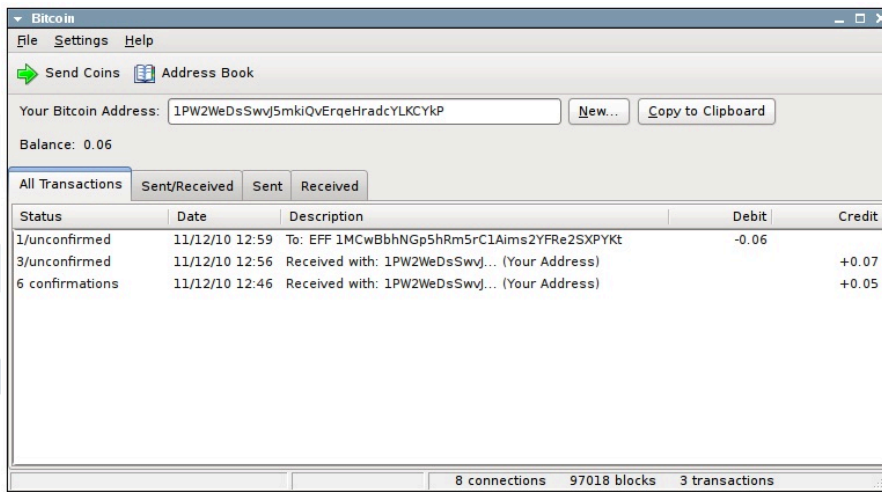 Bitcoin
File Settings Help
Send Coins Address Book
Your Bitcoin Address: 1PW2WeDsSwvJ5mkiQvErqeHradcYLKCYkP New... Copy to Clipboard
Balance: 0.06
All Transactions Sent/Received Sent Received
Status Date Description Debit Credit
1/unconfirmed 11/12/10 12:59 To: EFF 1MCwBbhNGp5hRm5rC1Aims2YFRe2SXPYKt -0.06
3/unconfirmed 11/12/10 12:56 Received with: 1PW2WeDsSwvJ... (Your Address) +0.07
6 confirmations 11/12/10 12:46 Received with: 1PW2WeDsSwvJ... (Your Address) +0.05
8 connections 97018 blocks 3 transactions